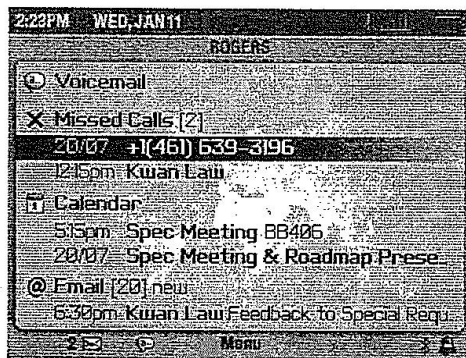 2:23PM WED, JAN 11
ROGERS
Voicemail
Missed Calls [2]
20/07 +1(461) 639-3196
12:15pm Kwan Law
Calendar
5:15pm Spec Meeting BB406
20/07 Spec Meeting & Roadmap Prese...
@ Email [20] new
6:30pm Kwan Law Feedback to Special Requ
2 Menu